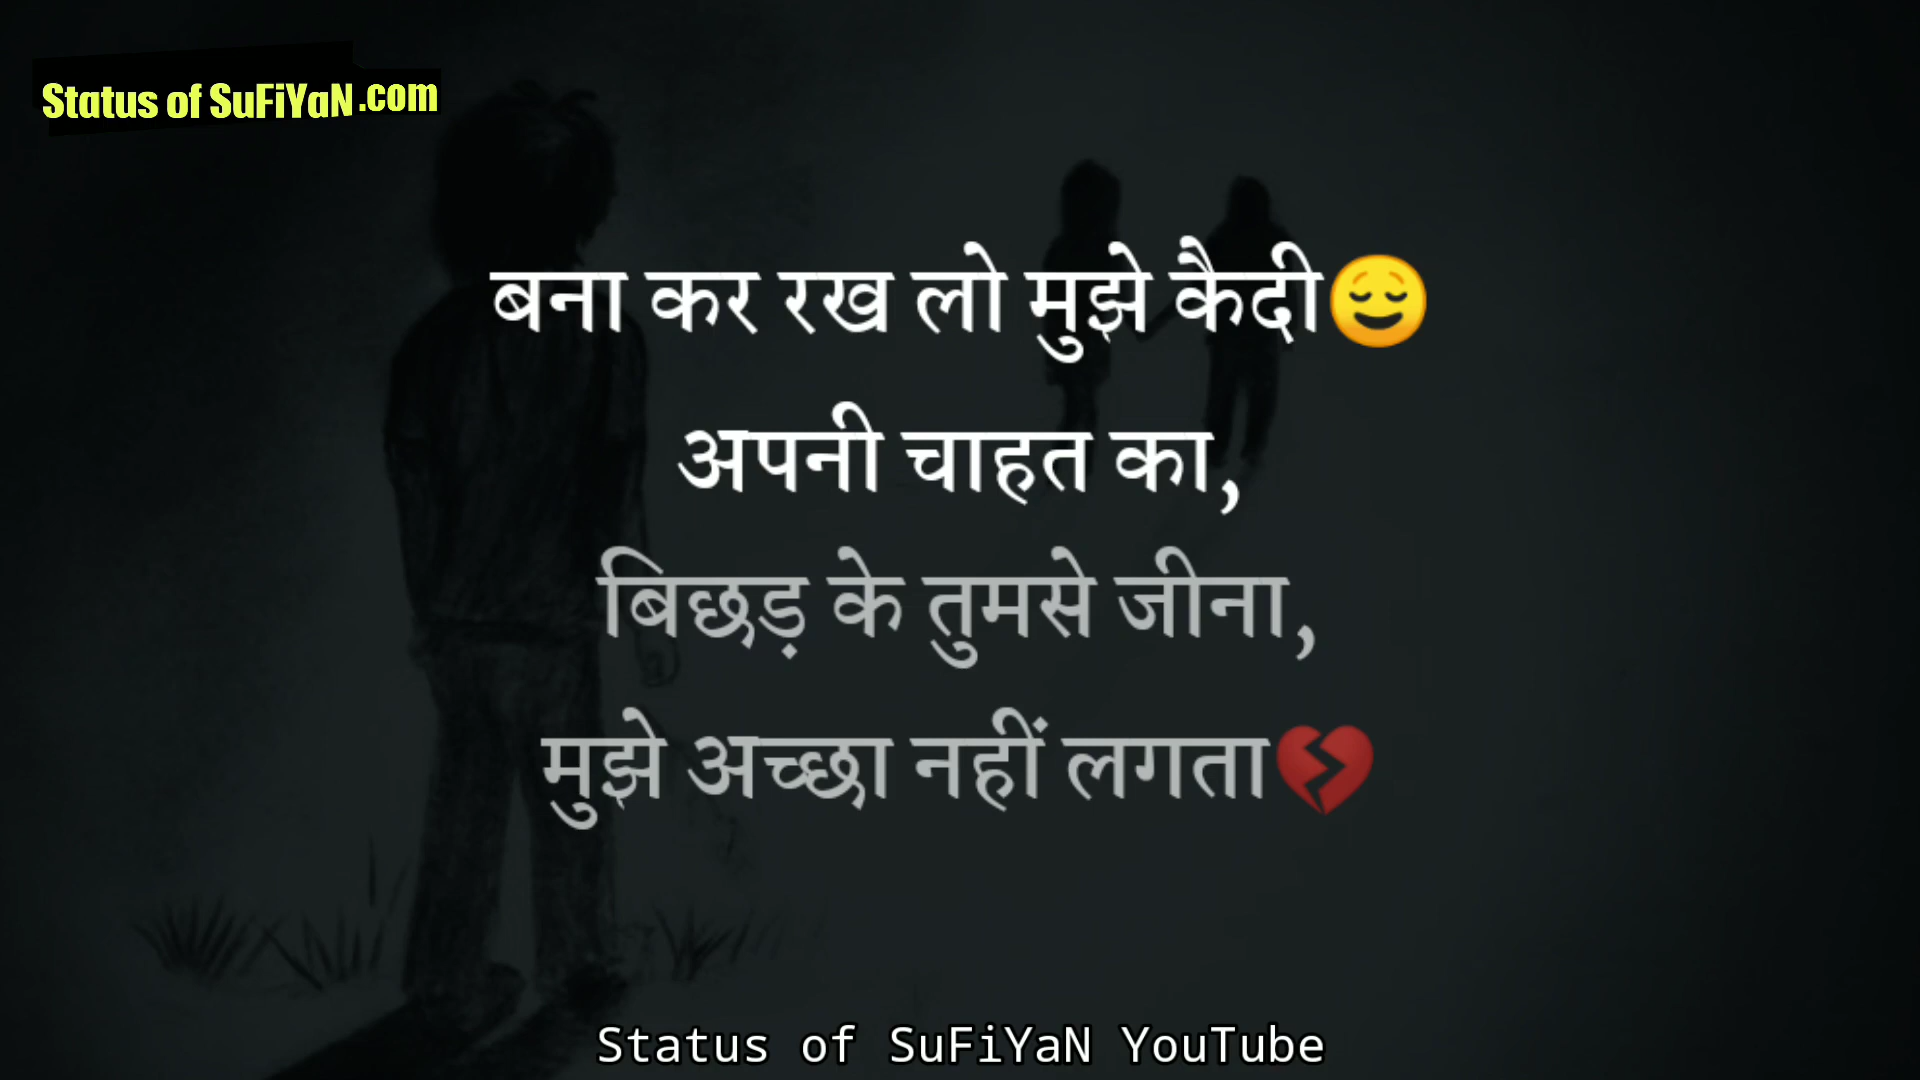 Status of SuFiYaN.com
बना कर रख लो मुझे कैदी😌
अपनी चाहत का,
बिछड़ के तुमसे जीना,
मुझे अच्छा नहीं लगता💔
Status of SuFiYaN YouTube